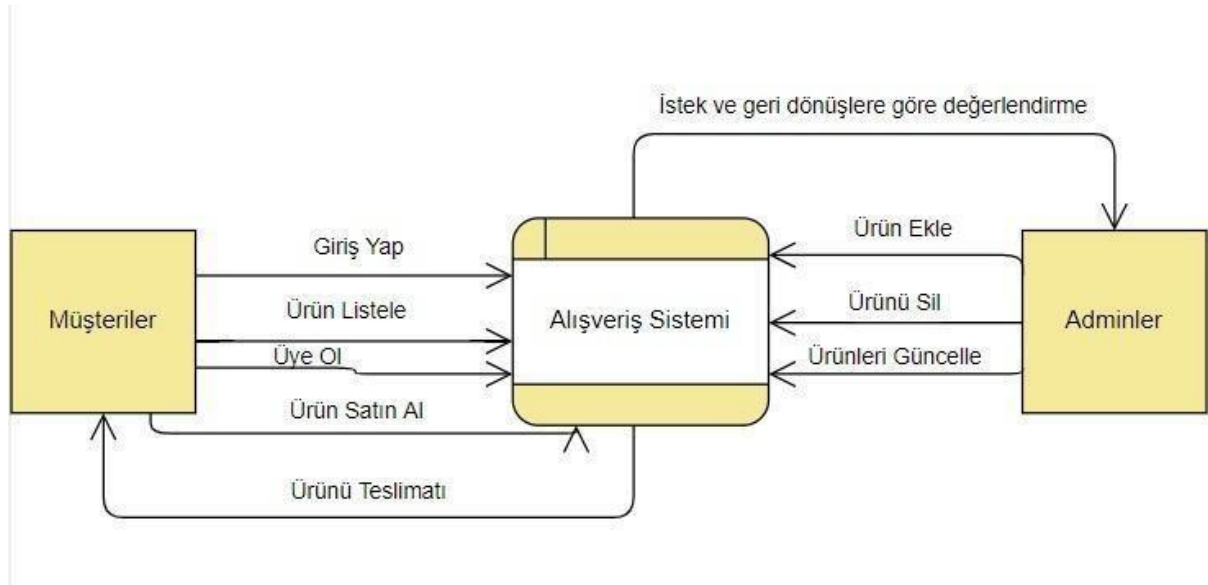 İstek ve geri dönüşlere göre değerlendirme
Giriş Yap
Ürün Ekle
Ürün Listele
Ürünü Sil
Müşteriler
Alışveriş Sistemi
Adminler
Üye Ol
Ürünleri Güncelle
Ürün Satın Al
Ürünü Teslimatı